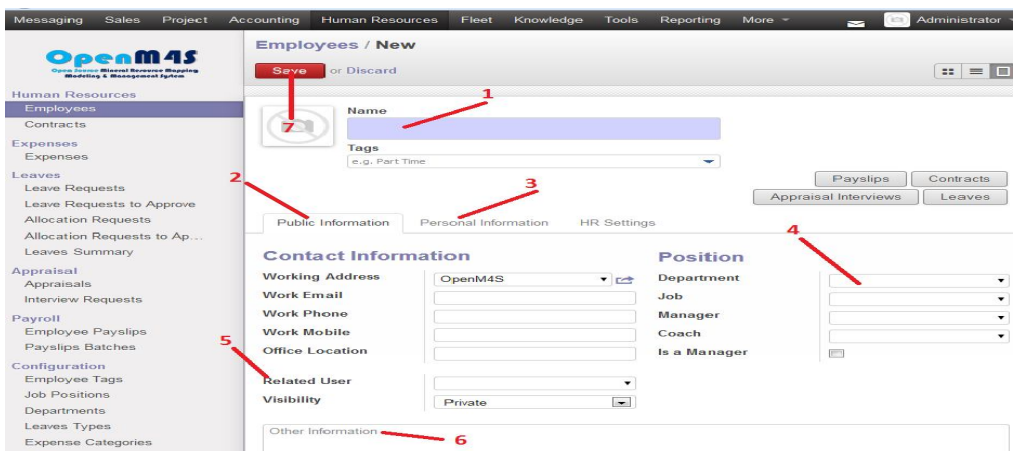 Messaging Sales Project Accounting Human Resources Fleet Knowledge Tools Reporting More Administrator
OpenM4S
Open Source Mineral Resource Mapping
Modeling & Management System
Human Resources
Employees
Contracts
Expenses
Expenses
Leaves
Leave Requests
Leave Requests to Approve
Allocation Requests
Allocation Requests to Ap...
Leaves Summary
Appraisal
Appraisals
Interview Requests
Payroll
Employee Payslips
Payslips Batches
Configuration
Employee Tags
Job Positions
Departments
Leaves Types
Expense Categories
Employees / New
Save or Discard
1
7
Name
Tags
e.g. Part Time
2
3
Payslips Contracts
Appraisal Interviews Leaves
Public Information Personal Information HR Settings
4
Contact Information
Working Address OpenM4S
Work Email
Work Phone
Work Mobile
Office Location
5
Related User
Visibility Private
Position
Department
Job
Manager
Coach
Is a Manager
Other Information
6